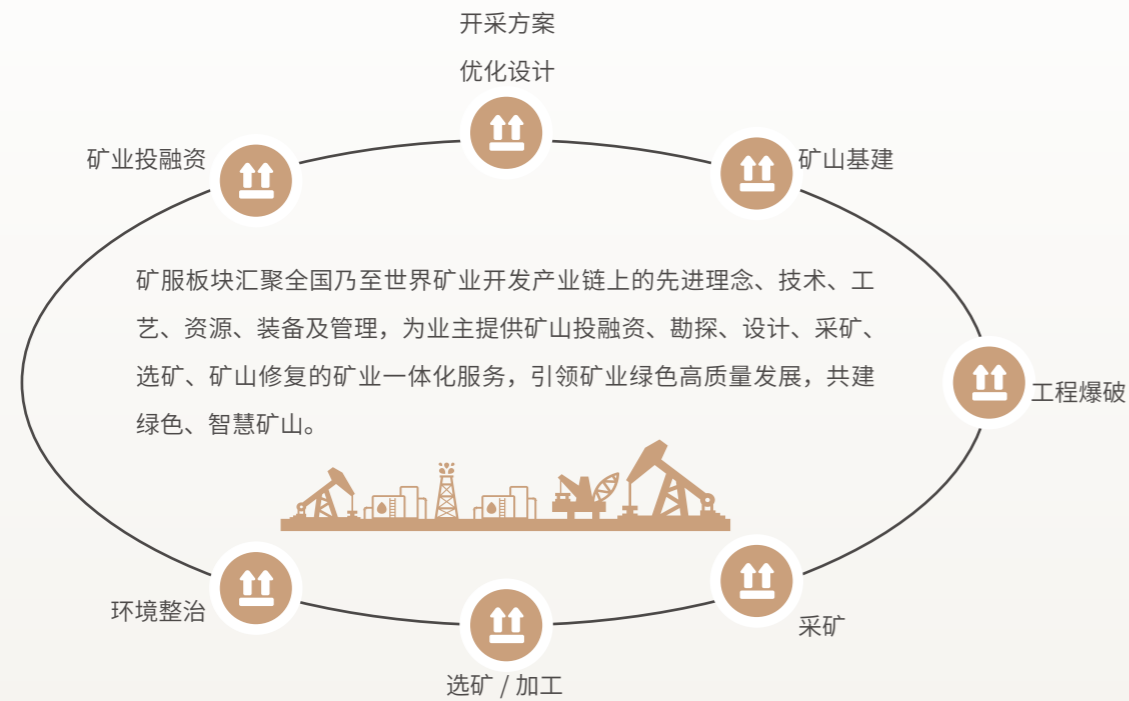 开采方案
优化设计
矿业投融资
矿山基建
矿服板块汇聚全国乃至世界矿业开发产业链上的先进理念、技术、工
艺、资源、装备及管理，为业主提供矿山投融资、勘探、设计、采矿、
选矿、矿山修复的矿业一体化服务，引领矿业绿色高质量发展，共建
绿色、智慧矿山。
工程爆破
环境整治
采矿
选矿 / 加工